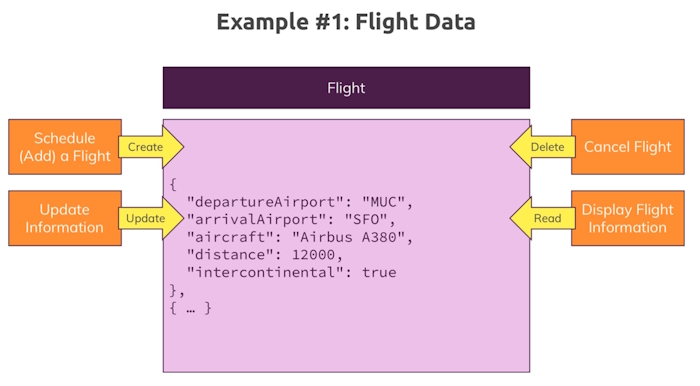 Example #1: Flight Data
Flight
Schedule
(Add) a Flight
Create
Delete
Cancel Flight
Update
Information
Update
Read
Display Flight
Information
{
  "departureAirport": "MUC",
  "arrivalAirport": "SFO",
  "aircraft": "Airbus A380",
  "distance": 12000,
  "intercontinental": true
},
{ … }